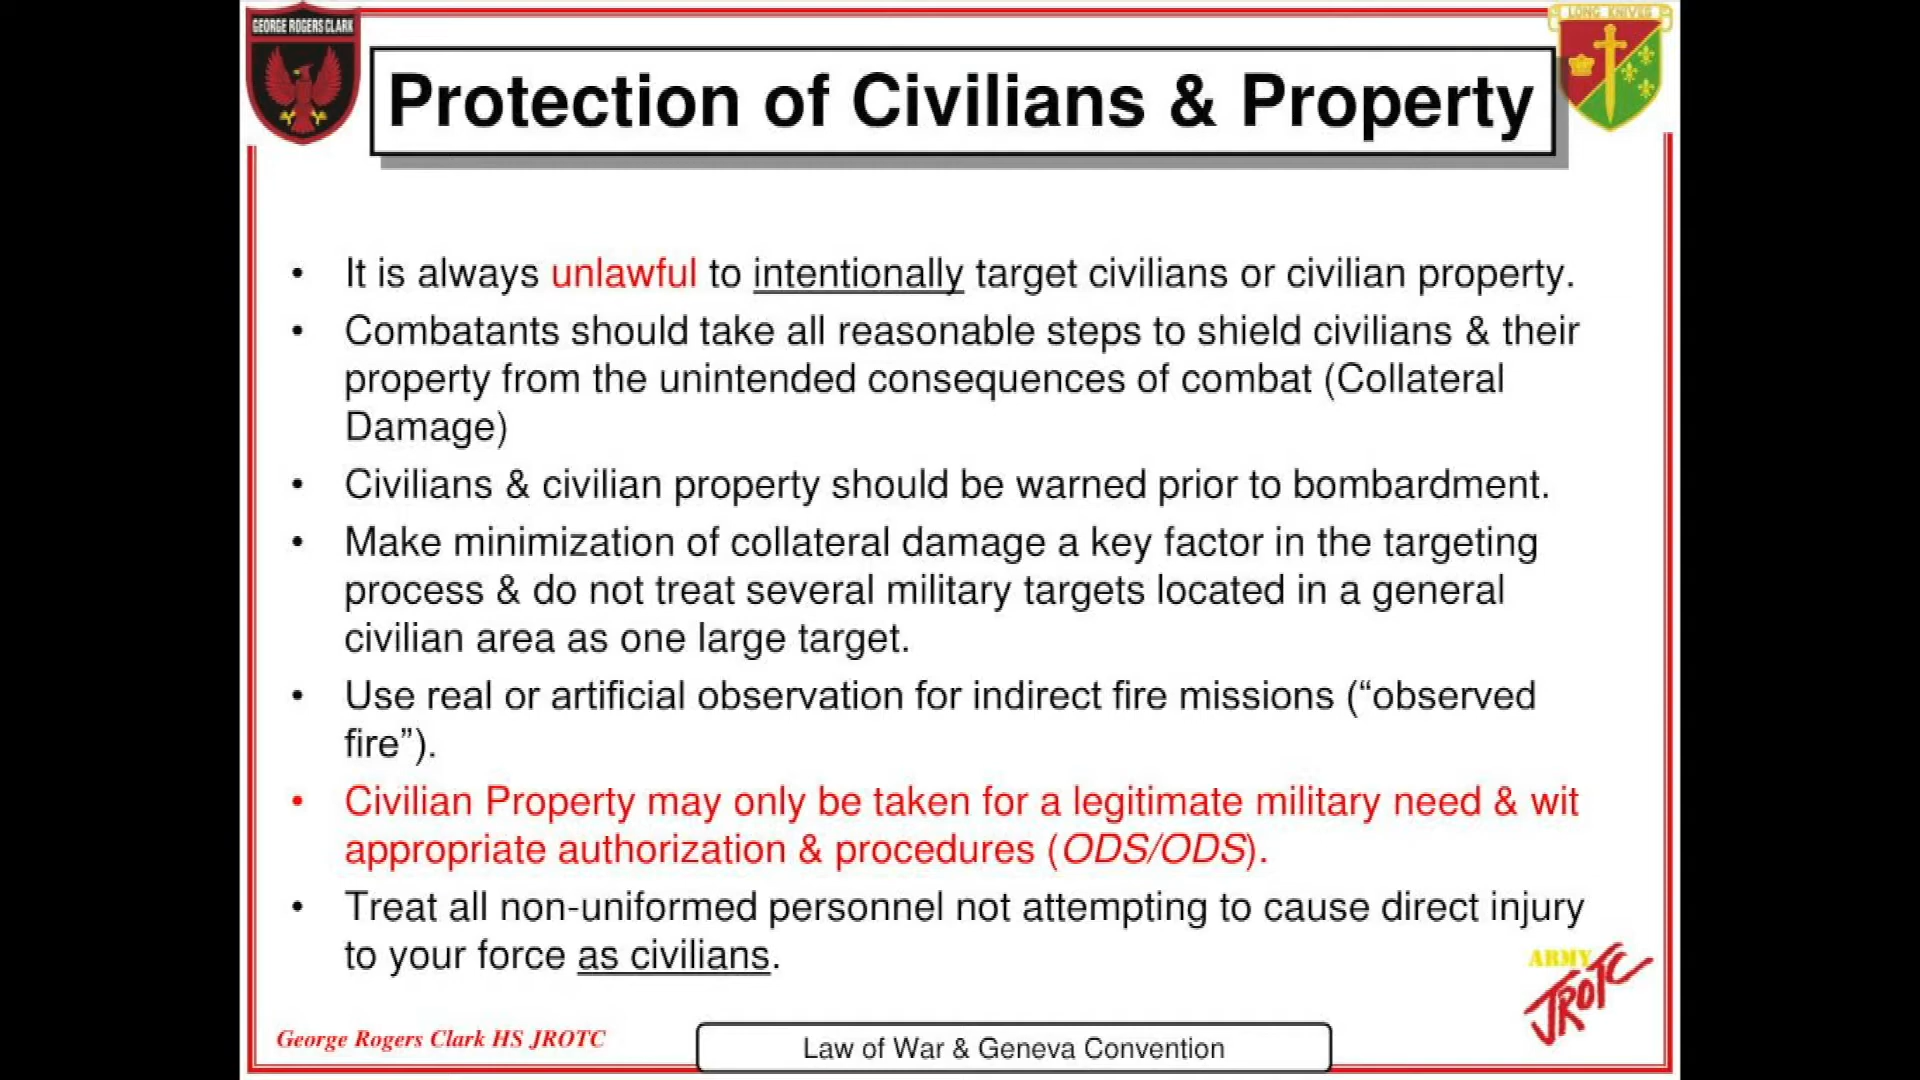 GEORGE ROGERS CLARK
LONG KNIVES
Protection of Civilians & Property
• It is always unlawful to intentionally target civilians or civilian property.
• Combatants should take all reasonable steps to shield civilians & their
property from the unintended consequences of combat (Collateral
Damage)
• Civilians & civilian property should be warned prior to bombardment.
• Make minimization of collateral damage a key factor in the targeting
process & do not treat several military targets located in a general
civilian area as one large target.
• Use real or artificial observation for indirect fire missions (“observed
fire”).
• Civilian Property may only be taken for a legitimate military need & wit
appropriate authorization & procedures (ODS/ODS).
• Treat all non-uniformed personnel not attempting to cause direct injury
to your force as civilians.
ARMY
JROTC
George Rogers Clark HS JROTC
Law of War & Geneva Convention